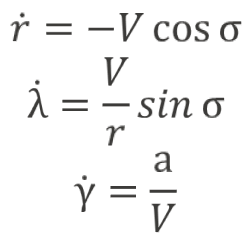 ṙ = −V cos σ
λ̇ = V/r sin σ
γ̇ = a/V